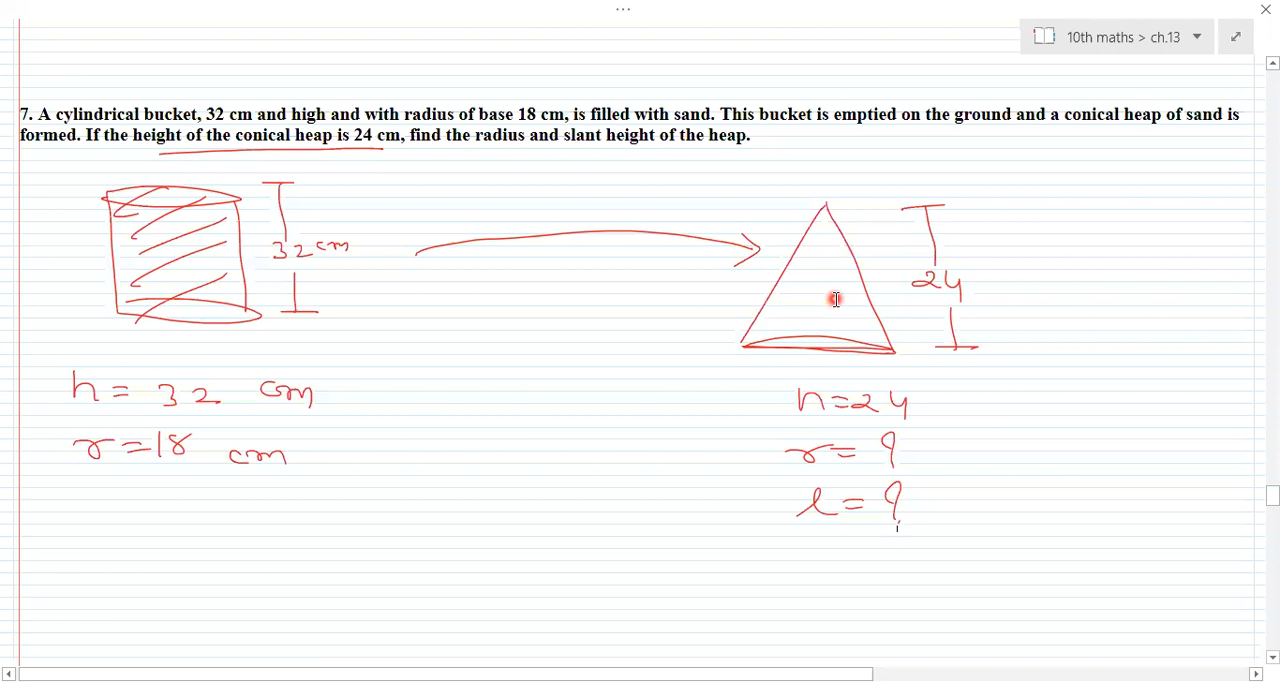 10th maths > ch.13
7. A cylindrical bucket, 32 cm and high and with radius of base 18 cm, is filled with sand. This bucket is emptied on the ground and a conical heap of sand is
formed. If the height of the conical heap is 24 cm, find the radius and slant height of the heap.
32 cm
24
h = 32 cm
r = 18 cm
h = 24
r = ?
l = ?